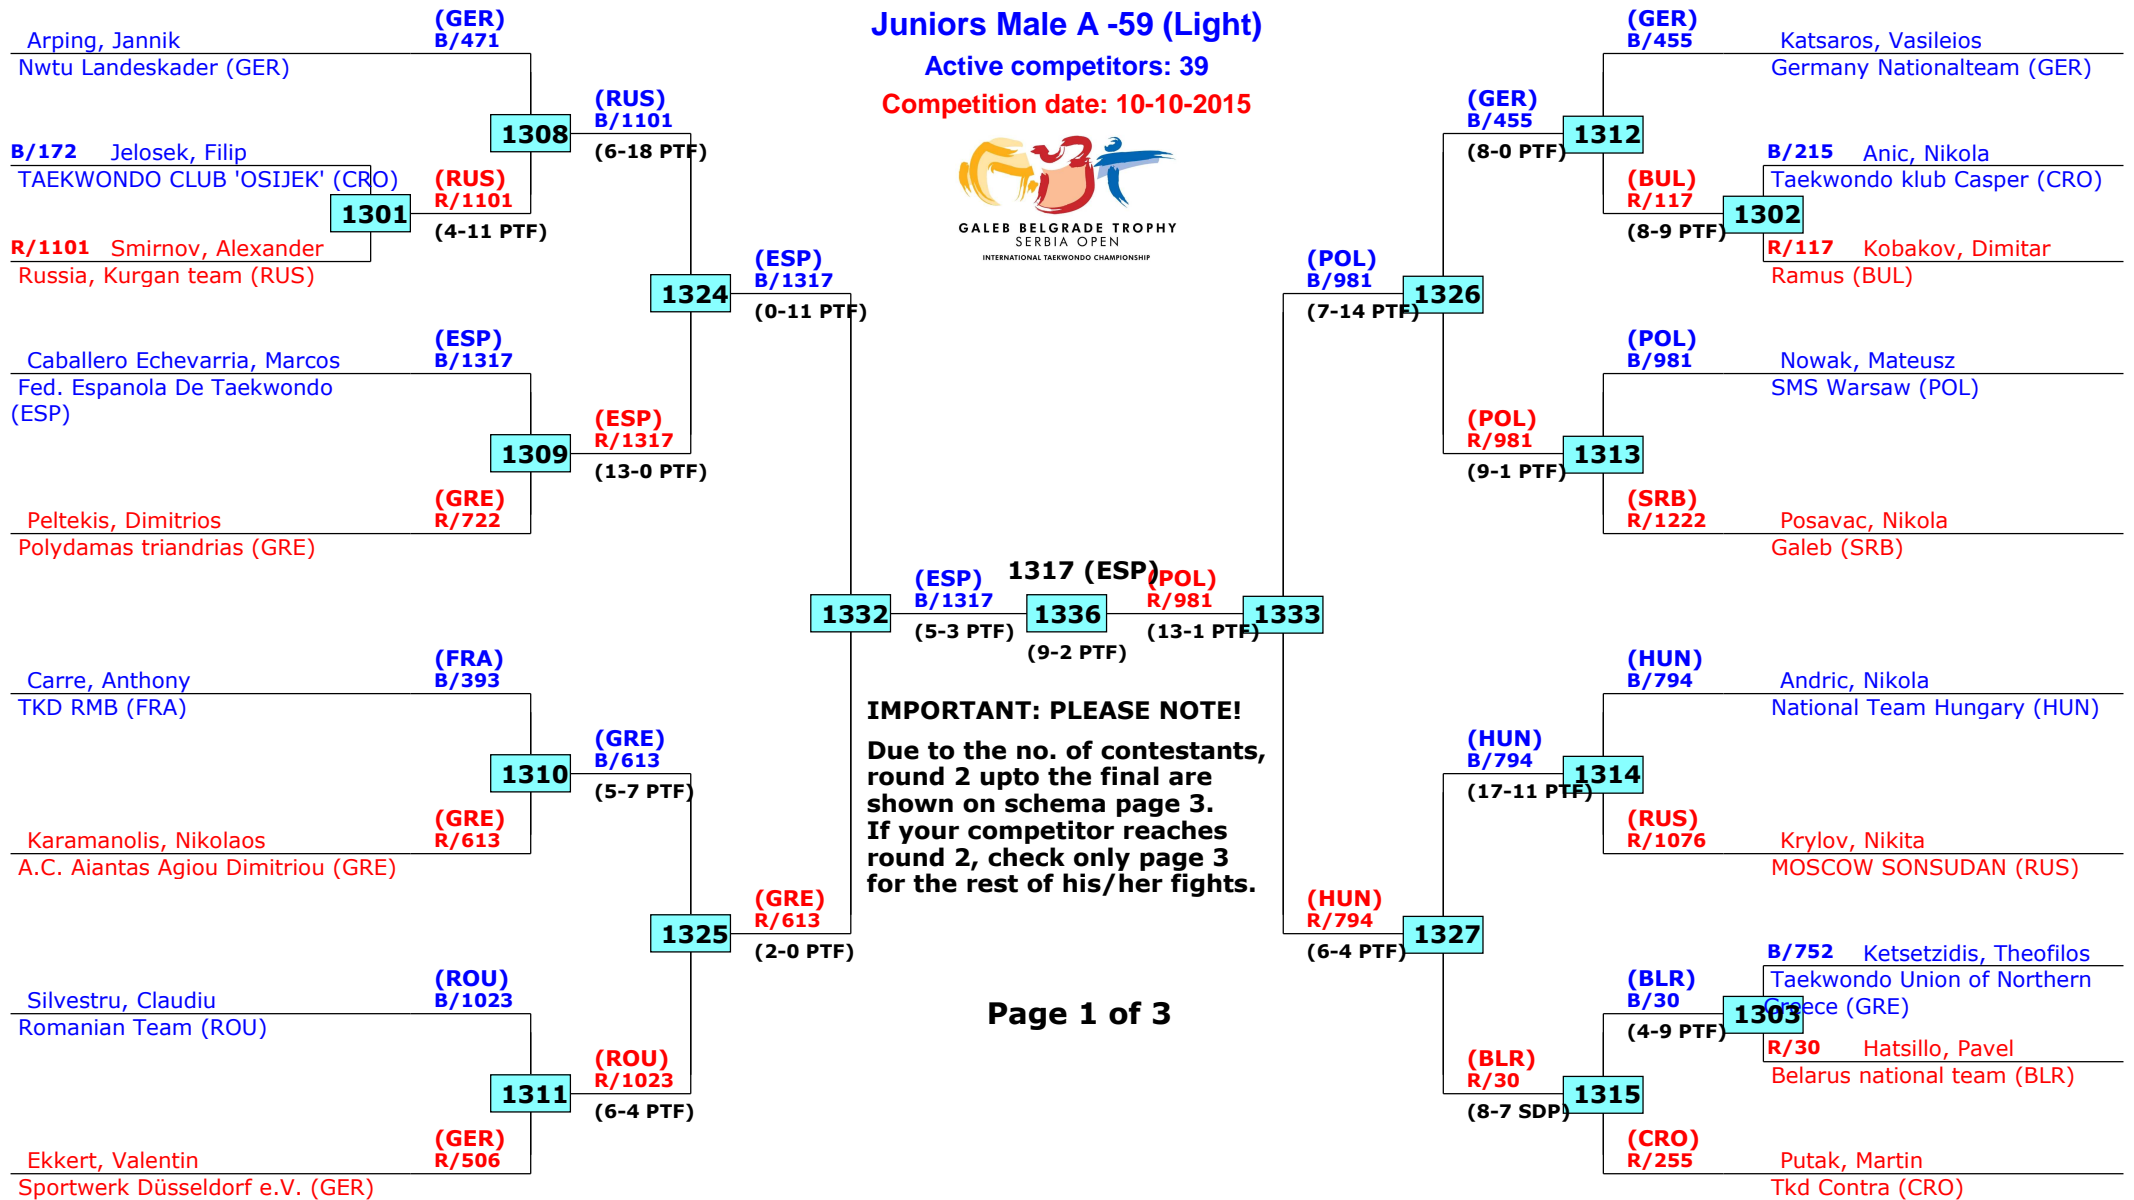 Juniors Male A -59 (Light)
Active competitors: 39
Competition date: 10-10-2015
GALEB BELGRADE TROPHY
SERBIA OPEN
INTERNATIONAL TAEKWONDO CHAMPIONSHIP
(GER)
Arping, Jannik B/471
Nwtu Landeskader (GER)
(RUS)
B/1101
1308
(6-18 PTF)
B/172 Jelosek, Filip
TAEKWONDO CLUB 'OSIJEK' (CRO)
(RUS)
R/1101
1301
(4-11 PTF)
R/1101 Smirnov, Alexander
Russia, Kurgan team (RUS)
(ESP)
B/1317
1324
(0-11 PTF)
(ESP)
Caballero Echevarria, Marcos B/1317
Fed. Espanola De Taekwondo
(ESP)
(ESP)
R/1317
1309
(13-0 PTF)
(GRE)
Peltekis, Dimitrios R/722
Polydamas triandrias (GRE)
1332
(ESP)
B/1317
(5-3 PTF)
1317 (ESP)
1336
(9-2 PTF)
(POL)
R/981
(13-1 PTF)
1333
(FRA)
Carre, Anthony B/393
TKD RMB (FRA)
(GRE)
B/613
1310
(5-7 PTF)
(GRE)
Karamanolis, Nikolaos R/613
A.C. Aiantas Agiou Dimitriou (GRE)
(GRE)
R/613
1325
(2-0 PTF)
(ROU)
Silvestru, Claudiu B/1023
Romanian Team (ROU)
(ROU)
R/1023
1311
(6-4 PTF)
(GER)
Ekkert, Valentin R/506
Sportwerk Düsseldorf e.V. (GER)
IMPORTANT: PLEASE NOTE!
Due to the no. of contestants,
round 2 upto the final are
shown on schema page 3.
If your competitor reaches
round 2, check only page 3
for the rest of his/her fights.
Page 1 of 3
(GER)
B/455 Katsaros, Vasileios
Germany Nationalteam (GER)
(GER)
B/455
1312
(8-0 PTF)
B/215 Anic, Nikola
Taekwondo klub Casper (CRO)
(BUL)
R/117
1302
(8-9 PTF)
R/117 Kobakov, Dimitar
Ramus (BUL)
(POL)
B/981
1326
(7-14 PTF)
(POL)
B/981 Nowak, Mateusz
SMS Warsaw (POL)
(POL)
R/981
1313
(9-1 PTF)
(SRB)
R/1222 Posavac, Nikola
Galeb (SRB)
(HUN)
B/794 Andric, Nikola
National Team Hungary (HUN)
(HUN)
B/794
1314
(17-11 PTF)
(RUS)
R/1076 Krylov, Nikita
MOSCOW SONSUDAN (RUS)
(HUN)
R/794
1327
(6-4 PTF)
B/752 Ketsetzidis, Theofilos
Taekwondo Union of Northern
Greece (GRE)
(BLR)
B/30
1303
(4-9 PTF)
R/30 Hatsillo, Pavel
Belarus national team (BLR)
(BLR)
R/30
1315
(8-7 SDP)
(CRO)
R/255 Putak, Martin
Tkd Contra (CRO)